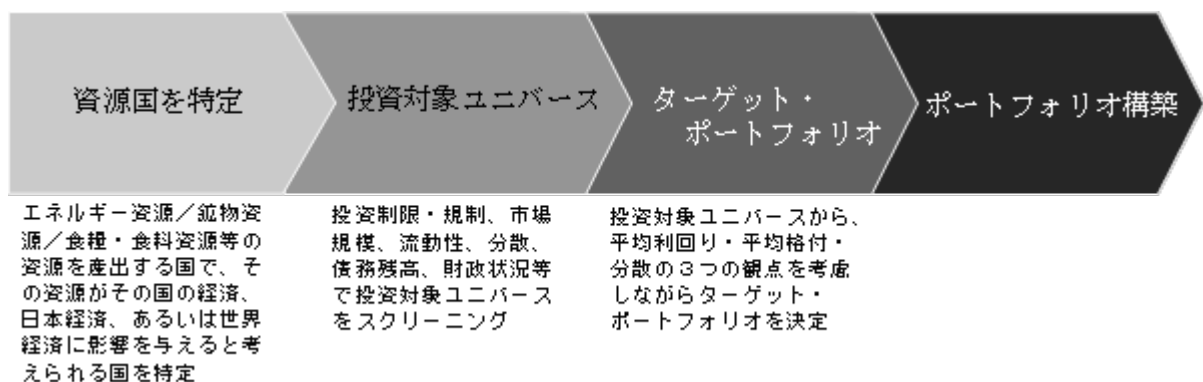 資源国を特定
投資対象ユニバース
ターゲット・
ポートフォリオ
ポートフォリオ構築
エネルギー資源／鉱物資
源／食糧・食料資源等の
資源を産出する国で、そ
の資源がその国の経済、
日本経済、あるいは世界
経済に影響を与えると考
えられる国を特定
投資制限・規制、市場
規模、流動性、分散、
債務残高、財政状況等
で投資対象ユニバース
をスクリーニング
投資対象ユニバースから、
平均利回り・平均格付・
分散の３つの観点を考慮
しながらターゲット・
ポートフォリオを決定